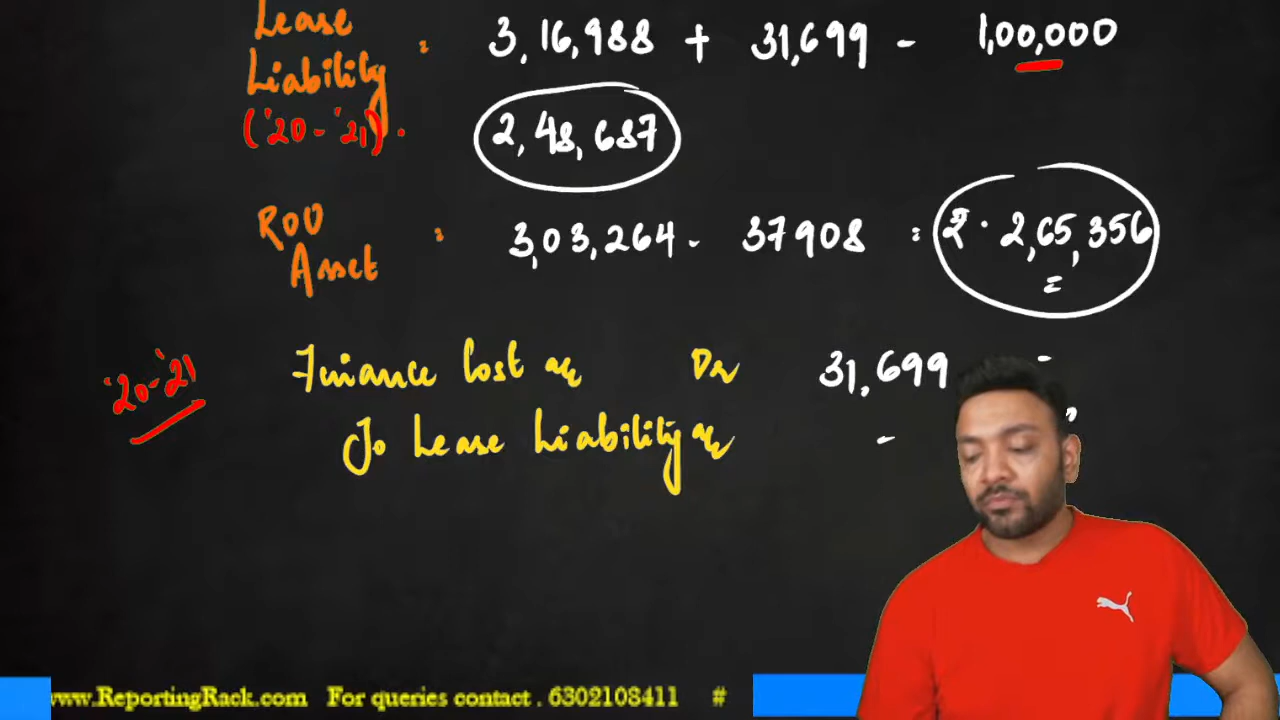 Lease
Liability = 3,16,988 + 31,699 - 1,00,000
('20-'21). 2,48,687
ROU
Asset = 3,03,264 - 37908 = ₹. 2,65,356
'20-'21 Finance Cost a/c Dr 31,699 -
To Lease Liability a/c -
www.ReportingRack.com For queries contact . 6302108411 #